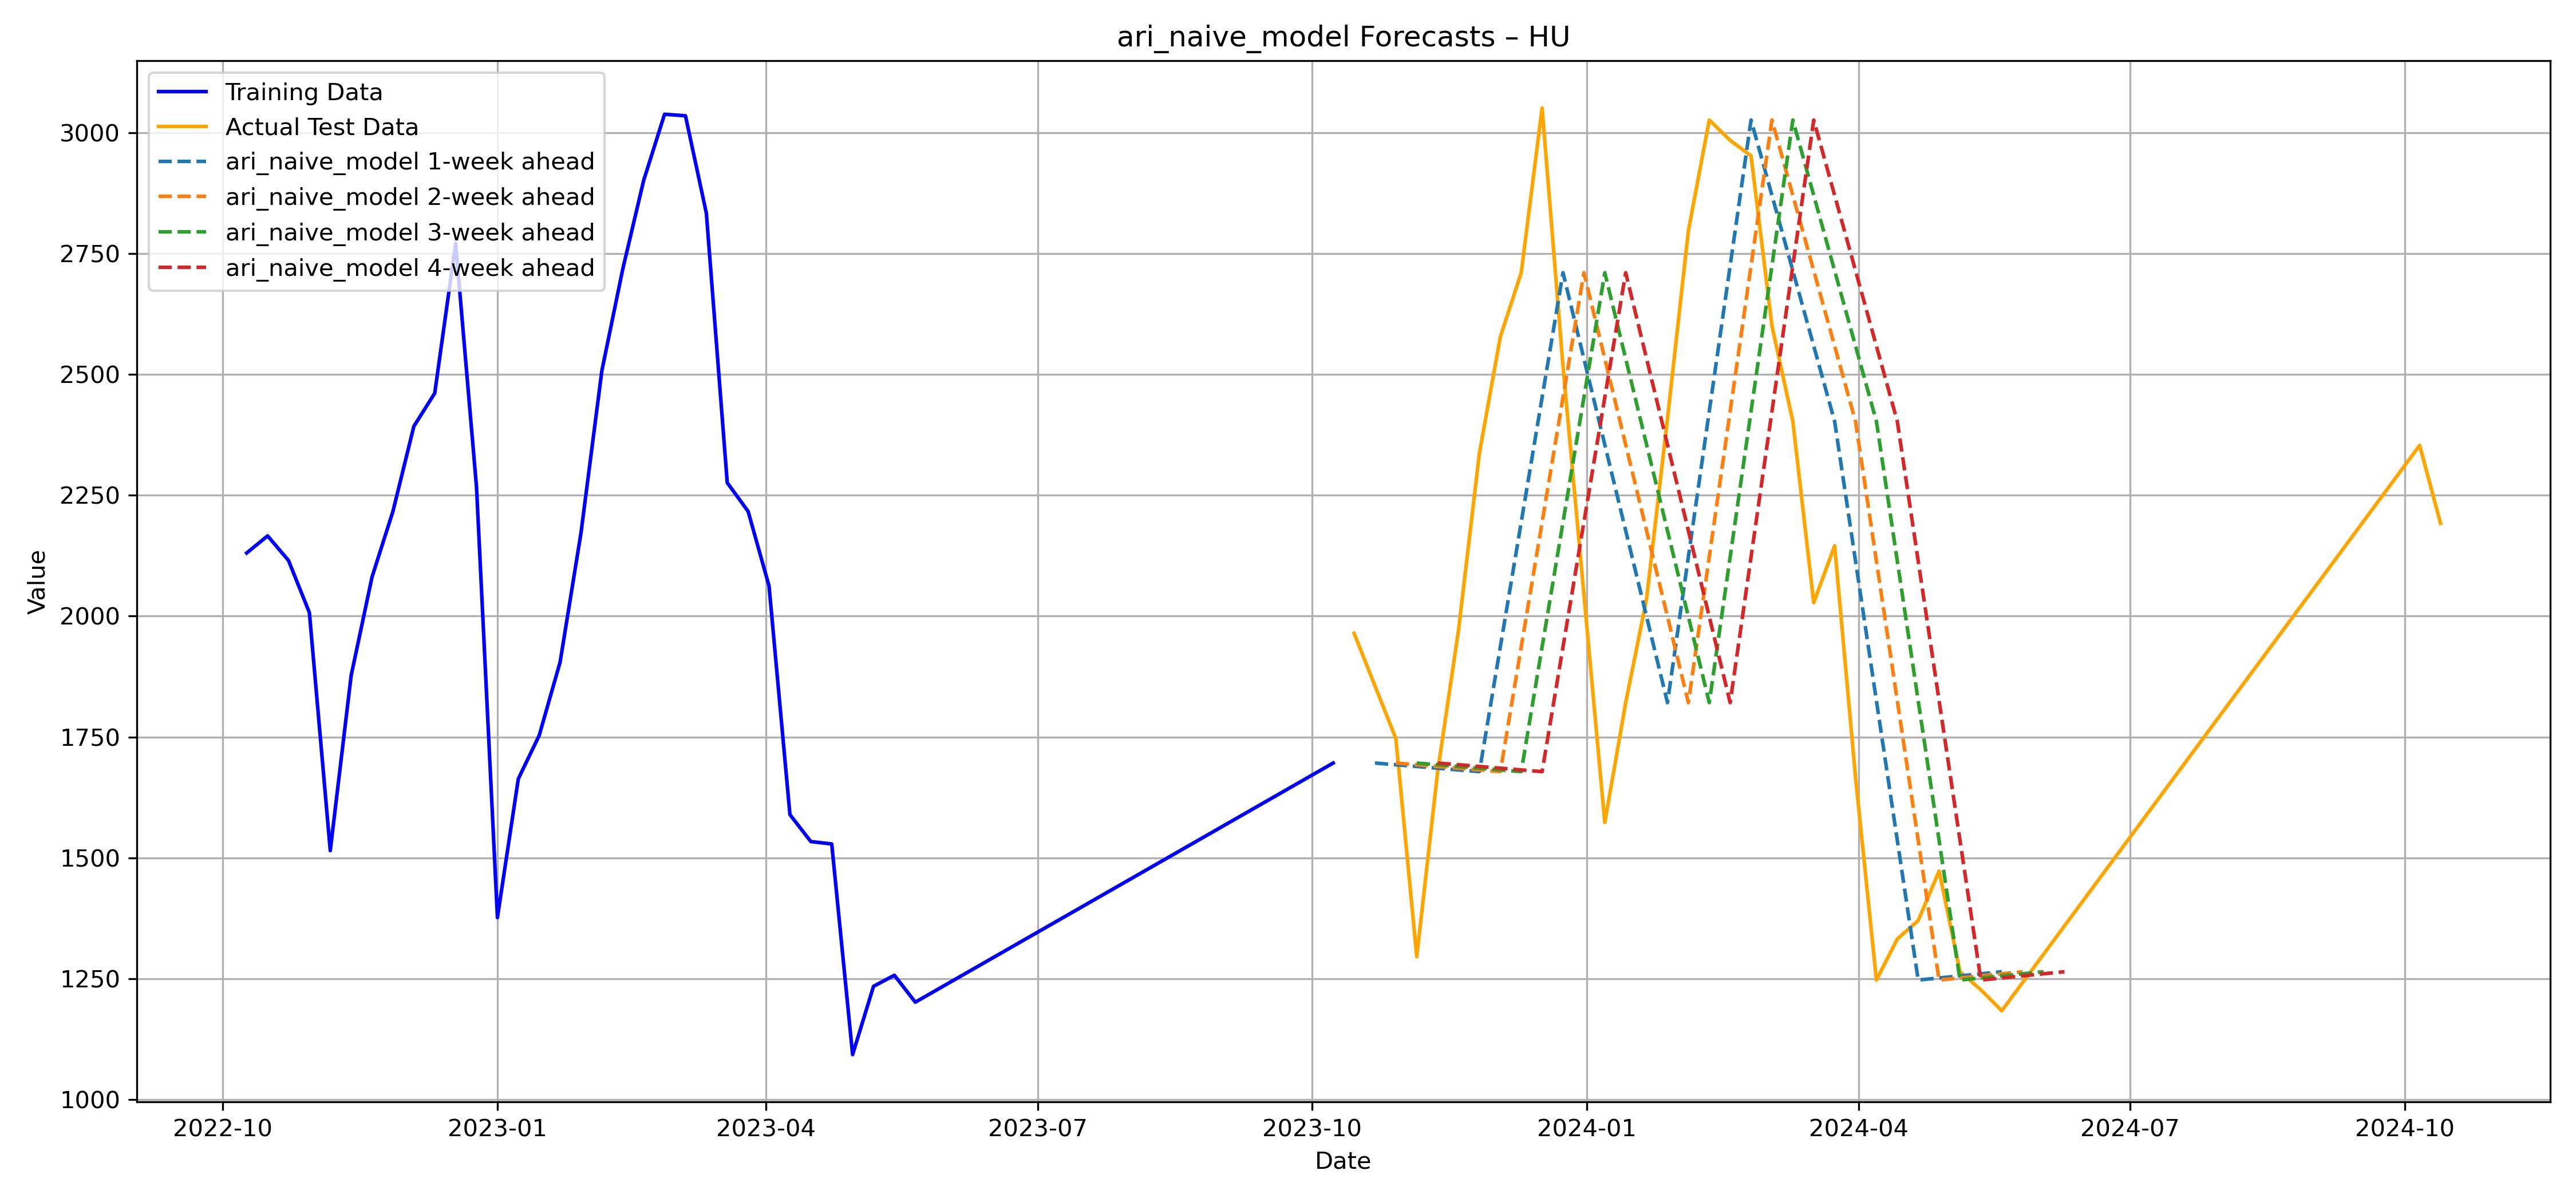 ari_naive_model Forecasts – HU
Training Data
Actual Test Data
ari_naive_model 1-week ahead
ari_naive_model 2-week ahead
ari_naive_model 3-week ahead
ari_naive_model 4-week ahead
Value
3000
2750
2500
2250
2000
1750
1500
1250
1000
2022-10
2023-01
2023-04
2023-07
2023-10
2024-01
2024-04
2024-07
2024-10
Date